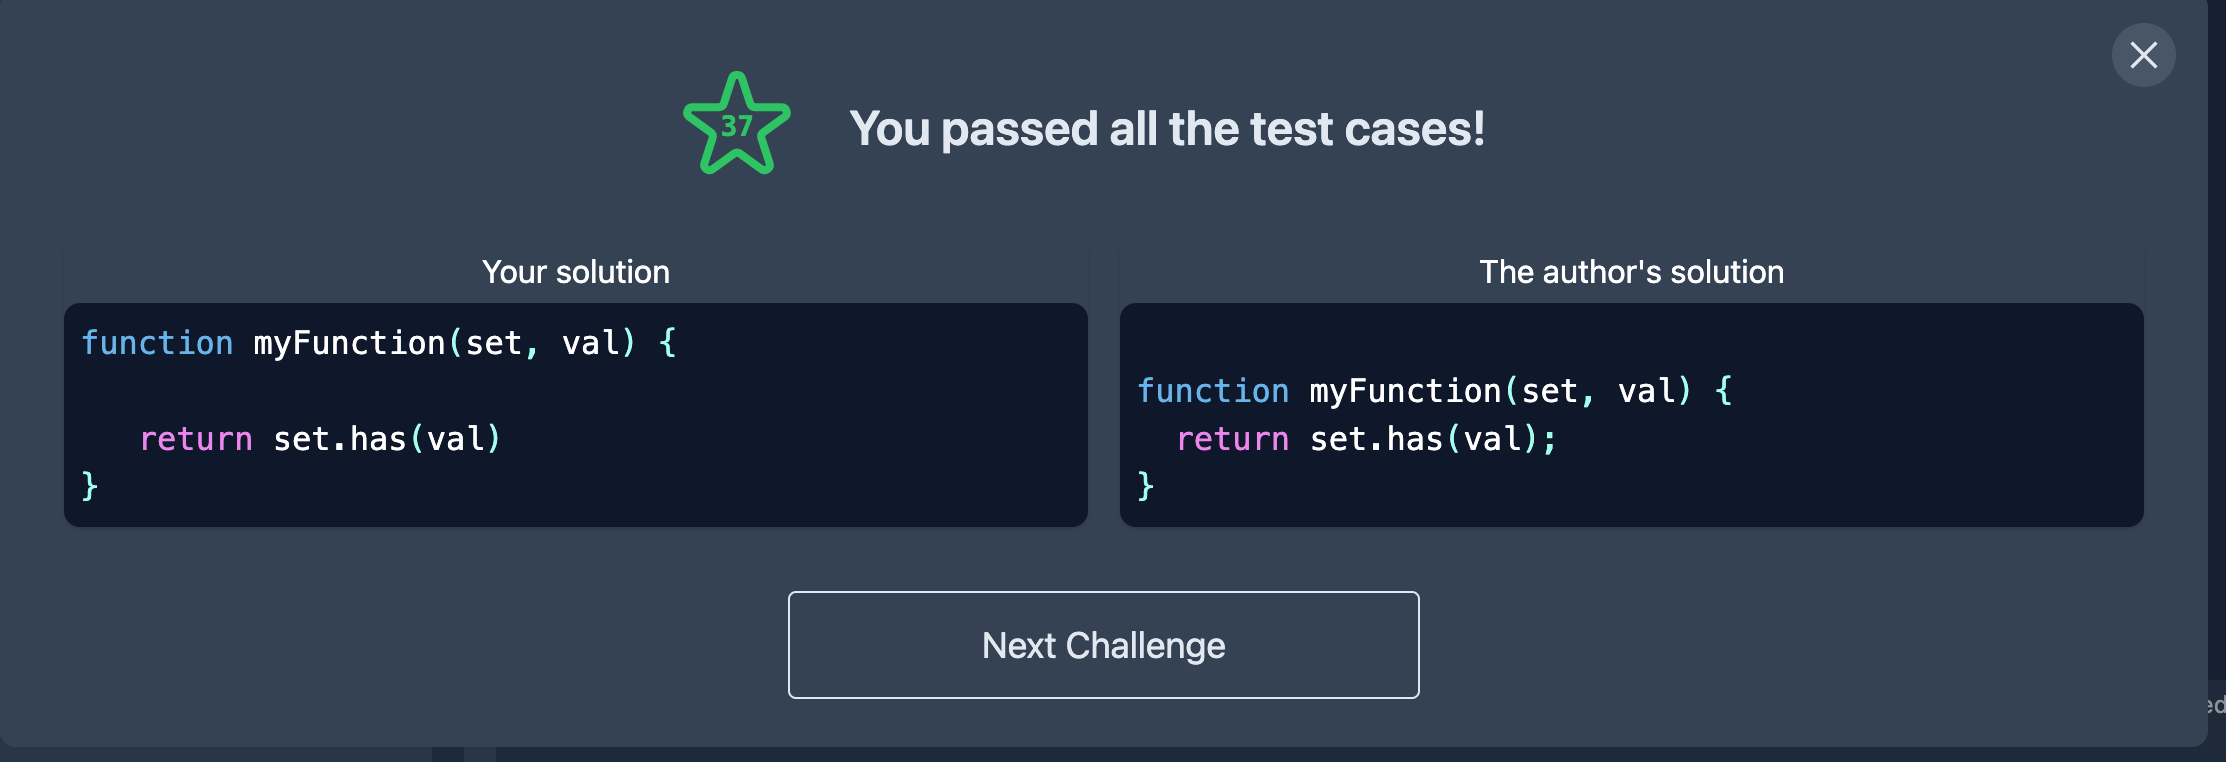 37
You passed all the test cases!
Your solution
function myFunction(set, val) {
return set.has(val)
}
The author's solution
function myFunction(set, val) {
return set.has(val);
}
Next Challenge